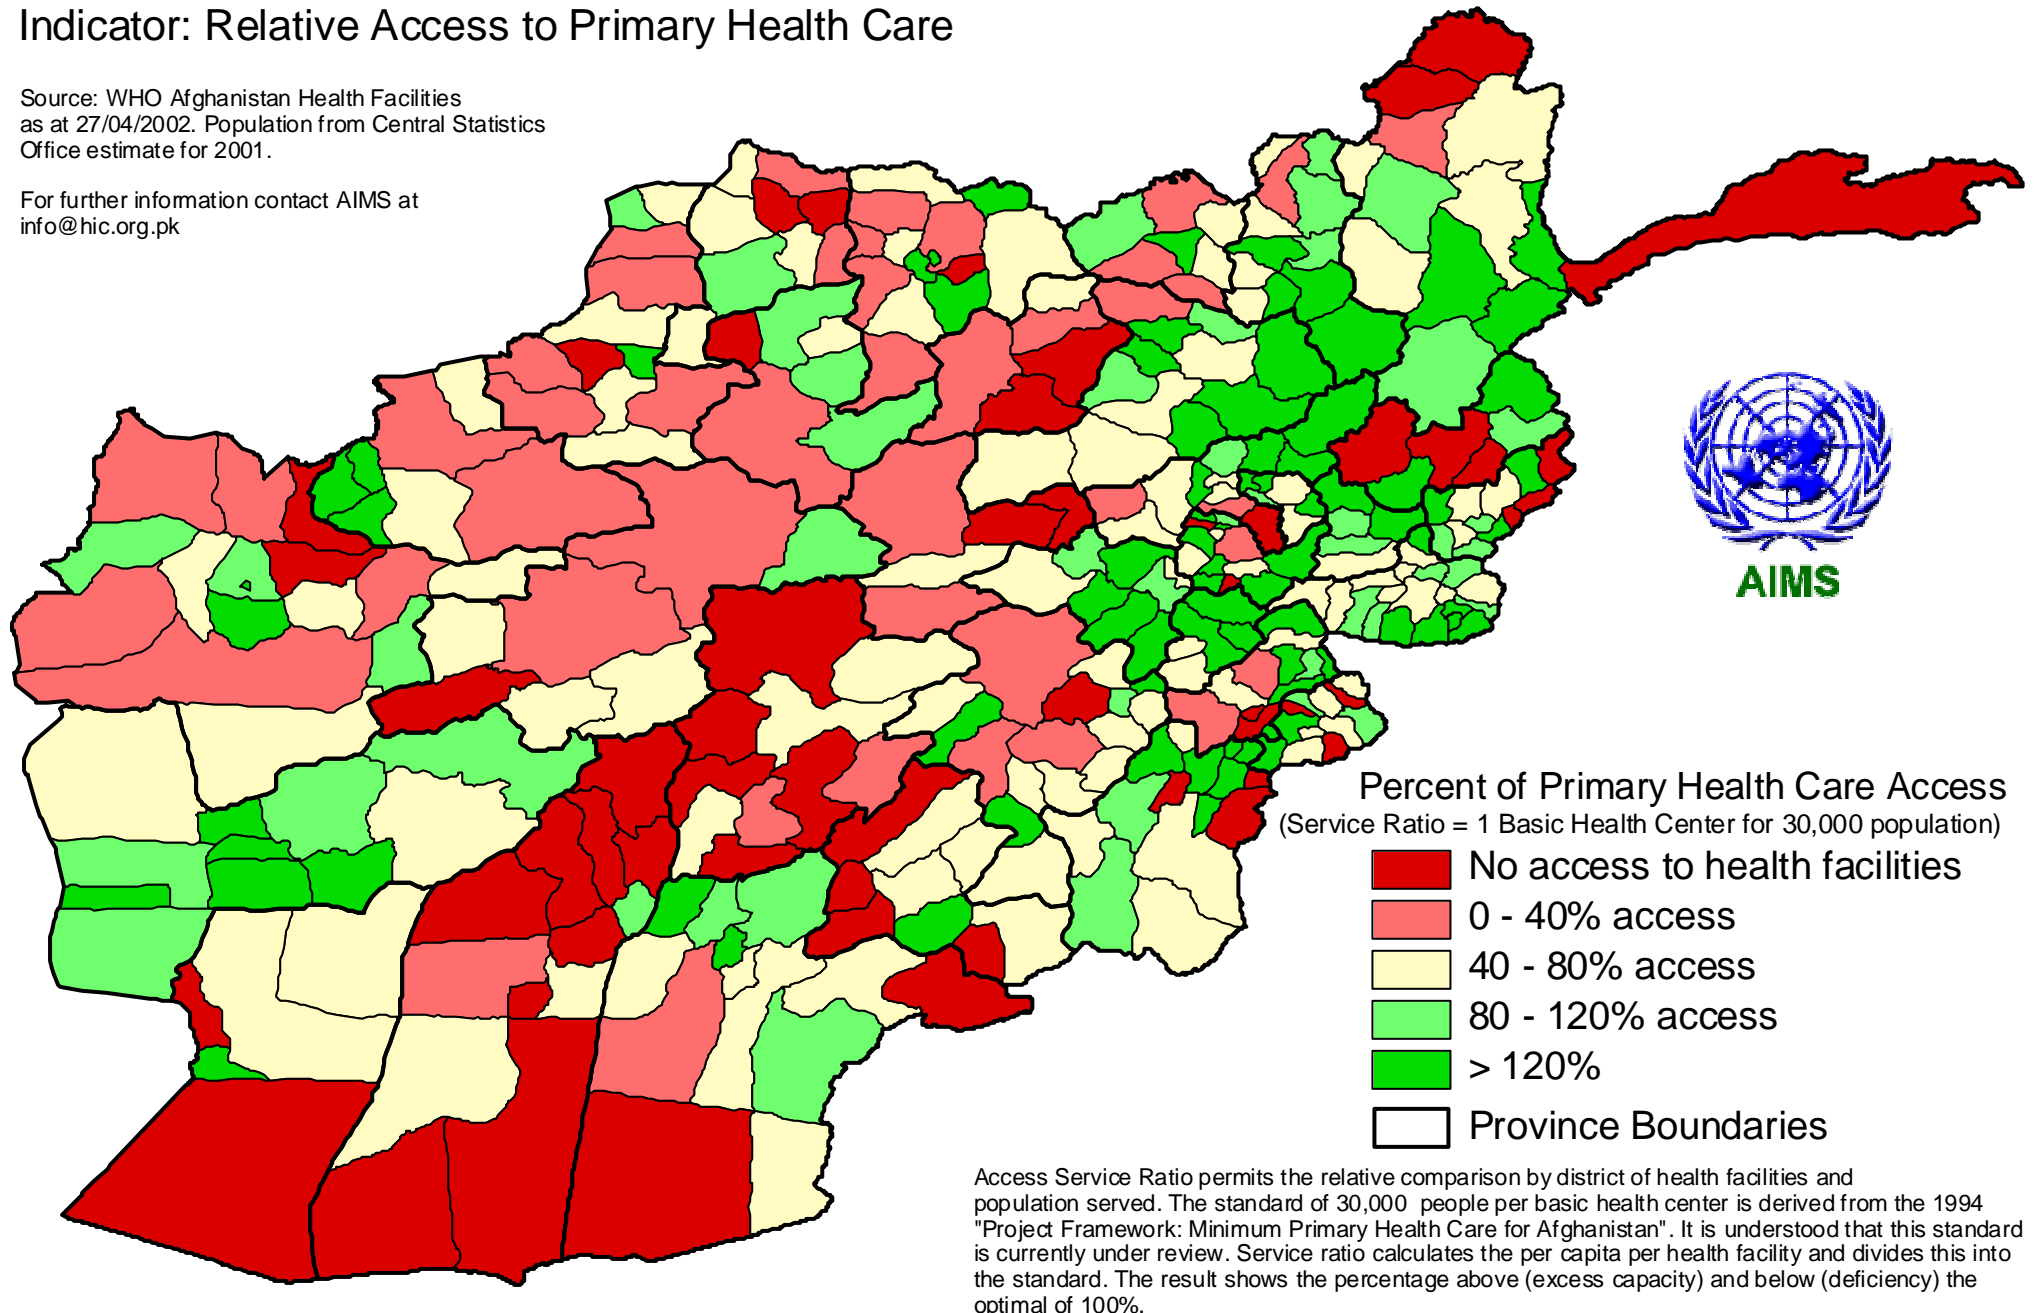 Indicator: Relative Access to Primary Health Care
Source: WHO Afghanistan Health Facilities
as at 27/04/2002. Population from Central Statistics
Office estimate for 2001.
For further information contact AIMS at
info@hic.org.pk
AIMS
Percent of Primary Health Care Access
(Service Ratio = 1 Basic Health Center for 30,000 population)
No access to health facilities
0 - 40% access
40 - 80% access
80 - 120% access
> 120%
Province Boundaries
Access Service Ratio permits the relative comparison by district of health facilities and
population served. The standard of 30,000 people per basic health center is derived from the 1994
"Project Framework: Minimum Primary Health Care for Afghanistan". It is understood that this standard
is currently under review. Service ratio calculates the per capita per health facility and divides this into
the standard. The result shows the percentage above (excess capacity) and below (deficiency) the
optimal of 100%.